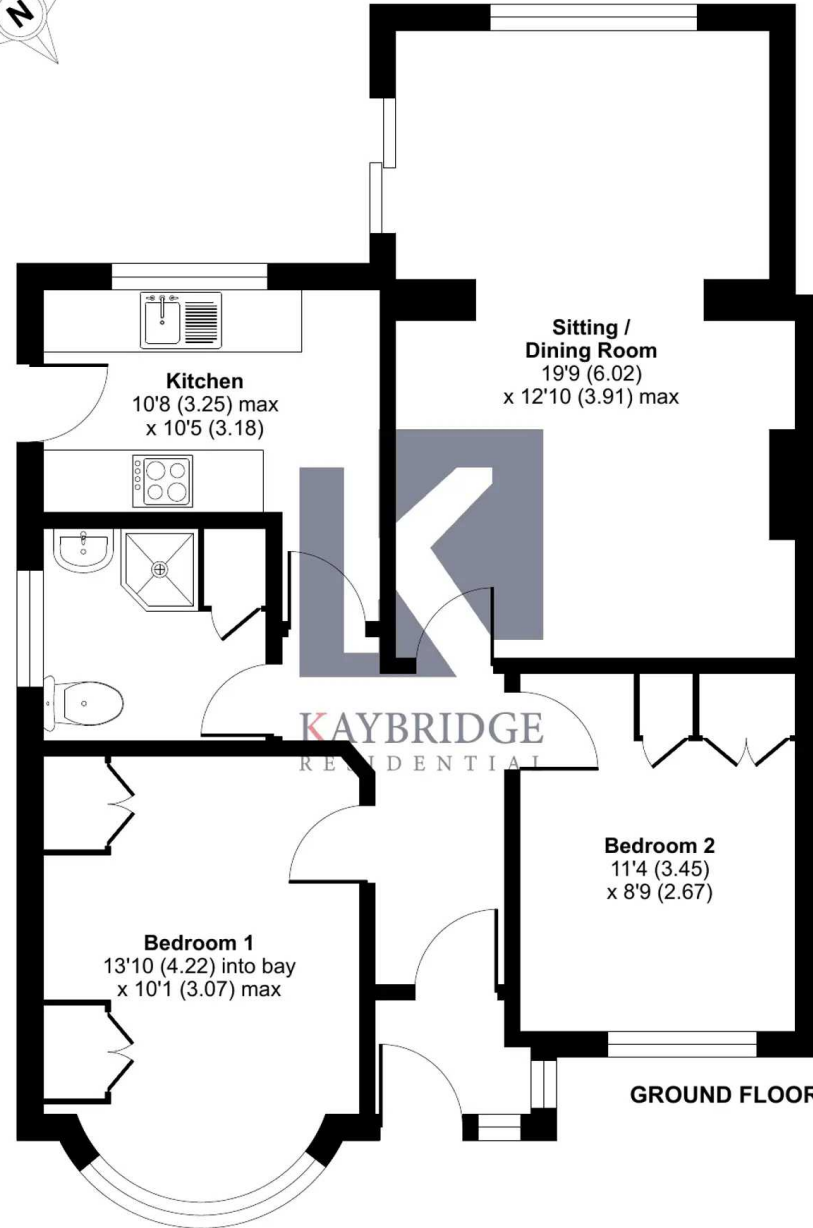 N
Sitting /
Dining Room
19'9 (6.02)
x 12'10 (3.91) max
Kitchen
10'8 (3.25) max
x 10'5 (3.18)
KAYBRIDGE
RESIDENTIAL
Bedroom 2
11'4 (3.45)
x 8'9 (2.67)
Bedroom 1
13'10 (4.22) into bay
x 10'1 (3.07) max
GROUND FLOOR